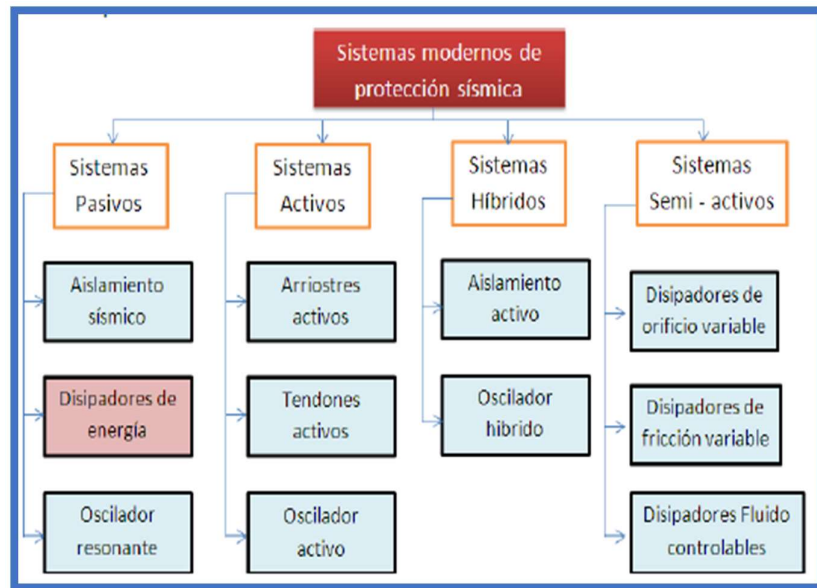 Sistemas modernos de
protección sísmica
Sistemas
Pasivos
Aislamiento
sísmico
Disipadores de
energía
Oscilador
resonante
Sistemas
Activos
Arriostres
activos
Tendones
activos
Oscilador
activo
Sistemas
Híbridos
Aislamiento
activo
Oscilador
hibrido
Sistemas
Semi - activos
Disipadores de
orificio variable
Disipadores de
fricción variable
Disipadores Fluido
controlables